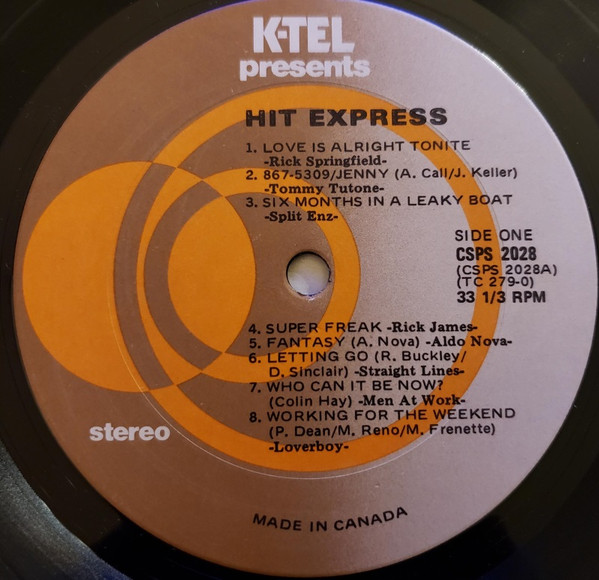 K-TEL
presents
HIT EXPRESS
1. LOVE IS ALRIGHT TONITE
-Rick Springfield-
2. 867-5309/JENNY (A. Call/J. Keller)
-Tommy Tutone-
3. SIX MONTHS IN A LEAKY BOAT
-Split Enz-
SIDE ONE
CSPS 2028
(CSPS 2028A)
(TC 279-0)
33 1/3 RPM
4. SUPER FREAK -Rick James-
5. FANTASY (A. Nova) -Aldo Nova-
6. LETTING GO (R. Buckley/
D. Sinclair) -Straight Lines-
7. WHO CAN IT BE NOW?
(Colin Hay) -Men At Work-
8. WORKING FOR THE WEEKEND
(P. Dean/M. Reno/M. Frenette)
-Loverboy-
stereo
MADE IN CANADA